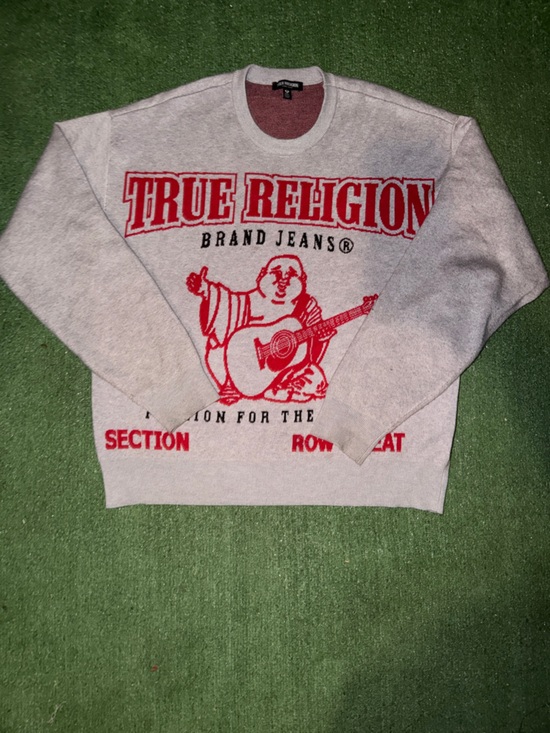 TRUE RELIGION
BRAND JEANS®
FOR THE
SECTION ROW